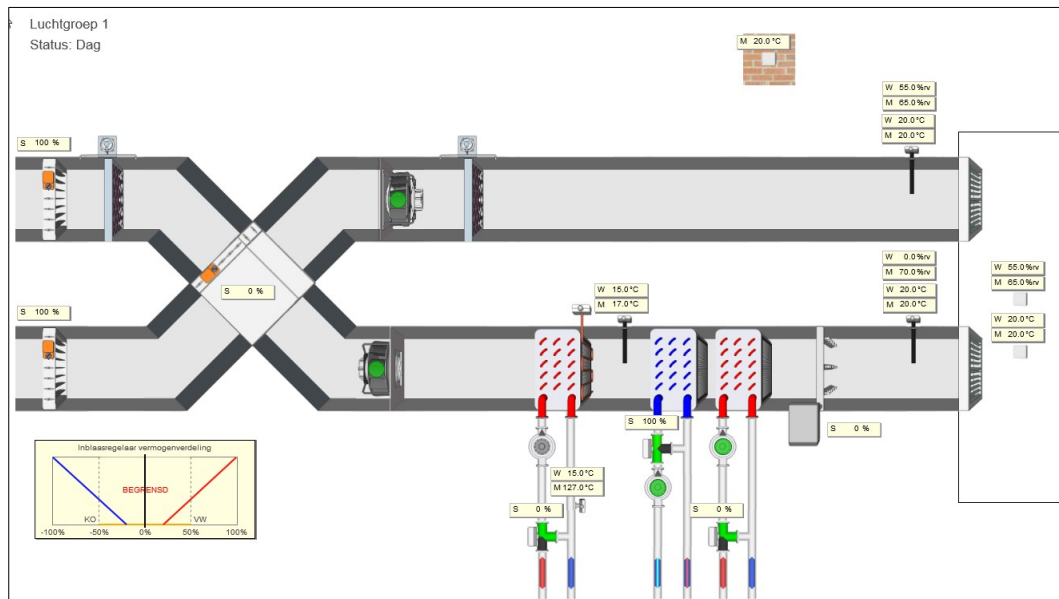 Luchtgroep 1
Status: Dag
M 20.0°C
W 55.0%rv
M 65.0%rv
W 20.0°C
M 20.0°C
S 100 %
S 0 %
W 0.0%rv
M 70.0%rv
W 20.0°C
M 20.0°C
W 55.0%rv
M 65.0%rv
W 20.0°C
M 20.0°C
W 15.0°C
M 17.0°C
S 100 %
S 100 %
S 0 %
Inblaasregelaar vermogenverdeling
BEGRENSD
KO VW
-100% -50% 0% 50% 100%
W 15.0°C
M 127.0°C
S 0 %
S 0 %